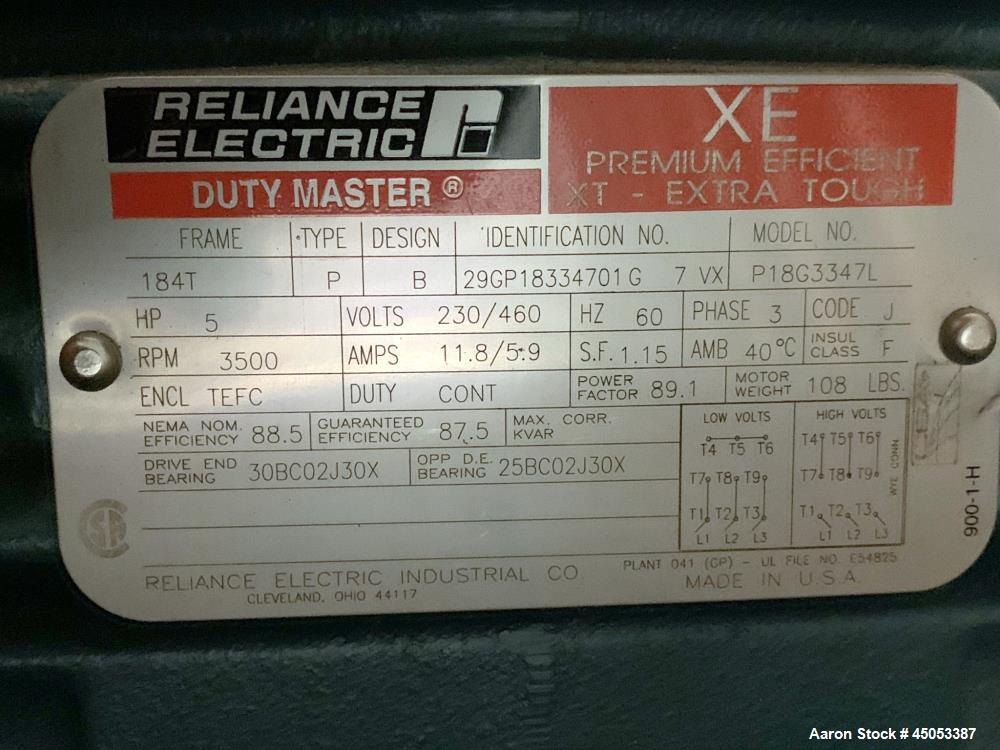 RELIANCE
ELECTRIC
DUTY MASTER ®
XE
PREMIUM EFFICIENT
XT - EXTRA TOUGH
FRAME TYPE DESIGN IDENTIFICATION NO. MODEL NO.
184T P B 29GP18334701G 7 VX P18G3347L
HP 5 VOLTS 230/460 HZ 60 PHASE 3 CODE J
RPM 3500 AMPS 11.8/5.9 S.F. 1.15 AMB 40°C INSUL CLASS F
ENCL TEFC DUTY CONT POWER FACTOR 89.1 MOTOR WEIGHT 108 LBS.
NEMA NOM. EFFICIENCY 88.5 GUARANTEED EFFICIENCY 87.5 MAX. CORR. KVAR
DRIVE END BEARING 30BC02J30X OPP D.E. BEARING 25BC02J30X
LOW VOLTS
T4 T5 T6
T7 T8 T9
T1 T2 T3
L1 L2 L3
HIGH VOLTS
T4 T5 T6
T7 T8 T9
T1 T2 T3
L1 L2 L3
WYE CONN
900-1-H
PLANT 041 (GP) - UL FILE NO. E54825
RELIANCE ELECTRIC INDUSTRIAL CO MADE IN U.S.A.
CLEVELAND, OHIO 44117
Aaron Stock # 45053387